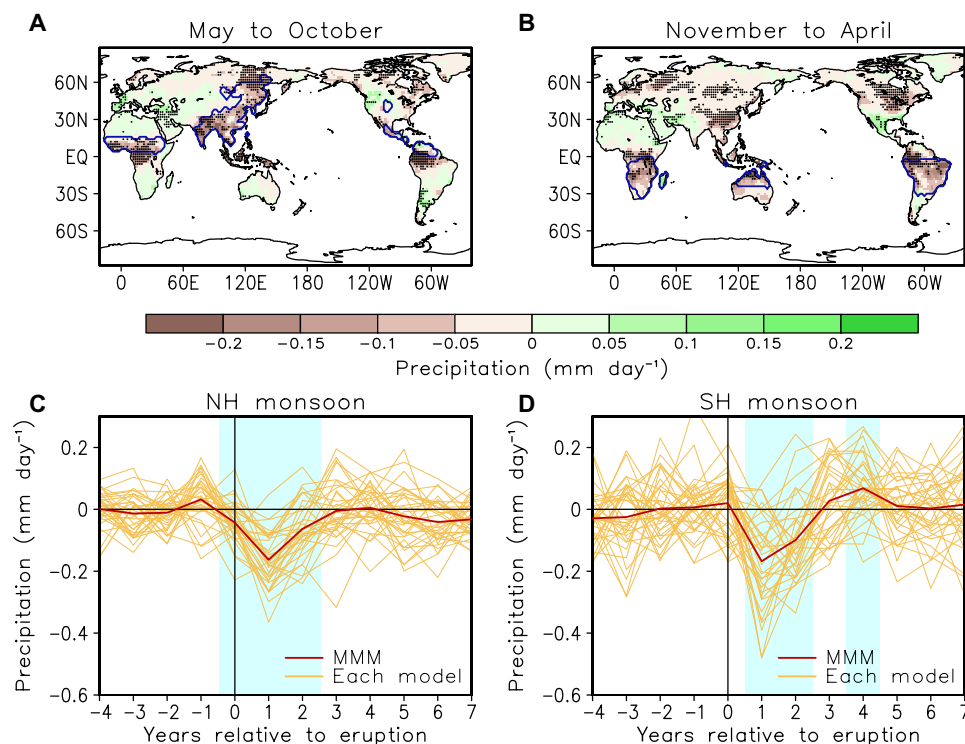 A
May to October
60N
30N
EQ
30S
60S
0 60E 120E 180 120W 60W
B
November to April
60N
30N
EQ
30S
60S
0 60E 120E 180 120W 60W
−0.2 −0.15 −0.1 −0.05 0 0.05 0.1 0.15 0.2
Precipitation (mm day⁻¹)
C
NH monsoon
Precipitation (mm day⁻¹)
0.2
0
−0.2
−0.4
−0.6
MMM
Each model
−4 −3 −2 −1 0 1 2 3 4 5 6 7
Years relative to eruption
D
SH monsoon
Precipitation (mm day⁻¹)
0.2
0
−0.2
−0.4
−0.6
MMM
Each model
−4 −3 −2 −1 0 1 2 3 4 5 6 7
Years relative to eruption